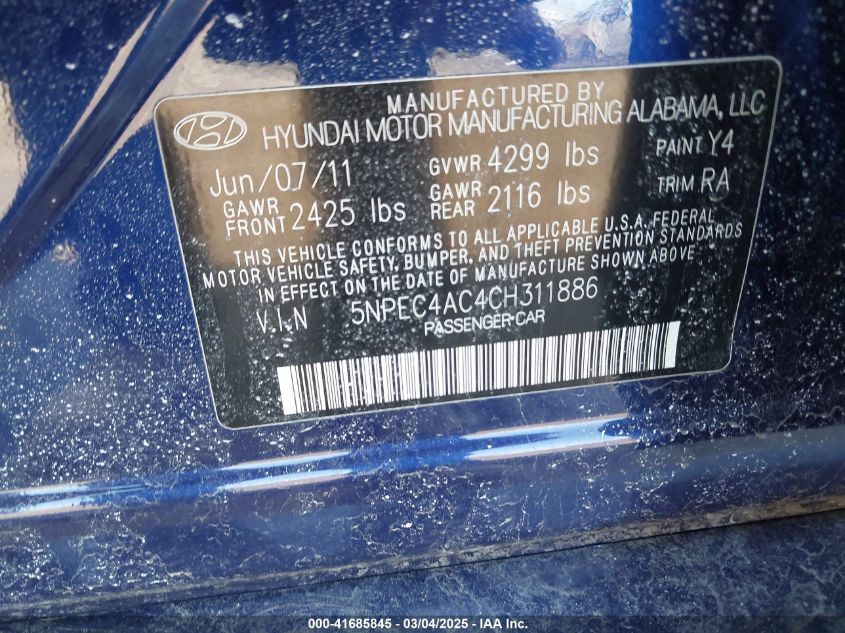 MANUFACTURED BY
HYUNDAI MOTOR MANUFACTURING ALABAMA, LLC
Jun/07/11 GVWR 4299 lbs PAINT Y4
GAWR FRONT 2425 lbs GAWR REAR 2116 lbs TRIM RA
THIS VEHICLE CONFORMS TO ALL APPLICABLE U.S.A. FEDERAL
MOTOR VEHICLE SAFETY, BUMPER, AND THEFT PREVENTION STANDARDS
IN EFFECT ON THE DATE OF MANUFACTURE SHOWN ABOVE
V.I.N 5NPEC4AC4CH311886
PASSENGER-CAR
000-41685845 - 03/04/2025 - IAA Inc.